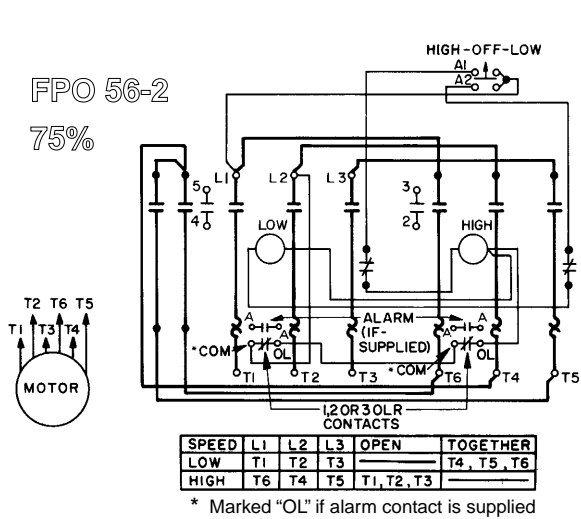 HIGH-OFF-LOW
A1
A2
FPO 56-2
75%
L1 L2 L3
5
4
3
2
LOW HIGH
T2 T6 T5
T1 T3 T4
MOTOR
A A ALARM A A
(IF-
SUPPLIED)
*COM OL *COM OL
T1 T2 T3 T6 T4 T5
1,2 OR 3 OLR
CONTACTS
SPEED L1 L2 L3 OPEN TOGETHER
LOW T1 T2 T3 T4, T5, T6
HIGH T6 T4 T5 T1, T2, T3
* Marked "OL" if alarm contact is supplied